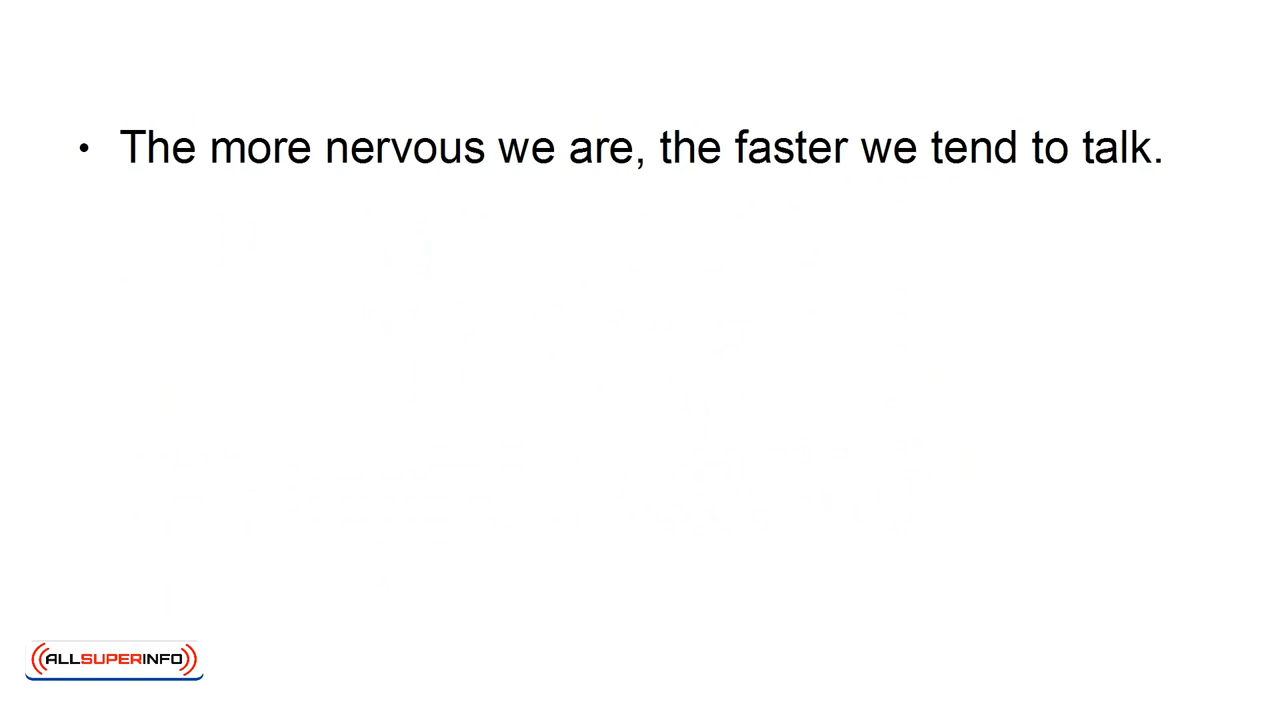 • The more nervous we are, the faster we tend to talk.
ALLSUPERINFO